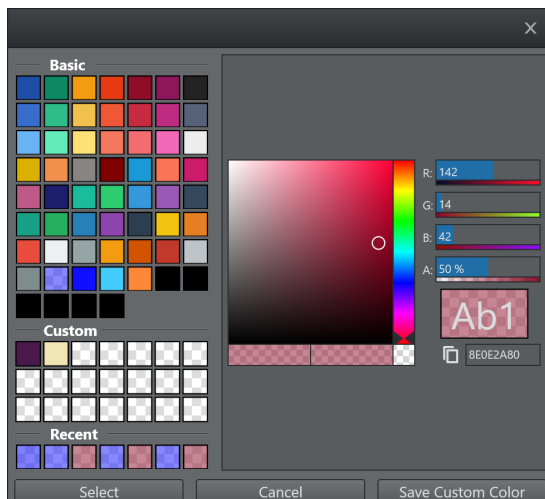 Basic
Custom
Recent
R: 142
G: 14
B: 42
A: 50 %
Ab1
8E0E2A80
Select
Cancel
Save Custom Color